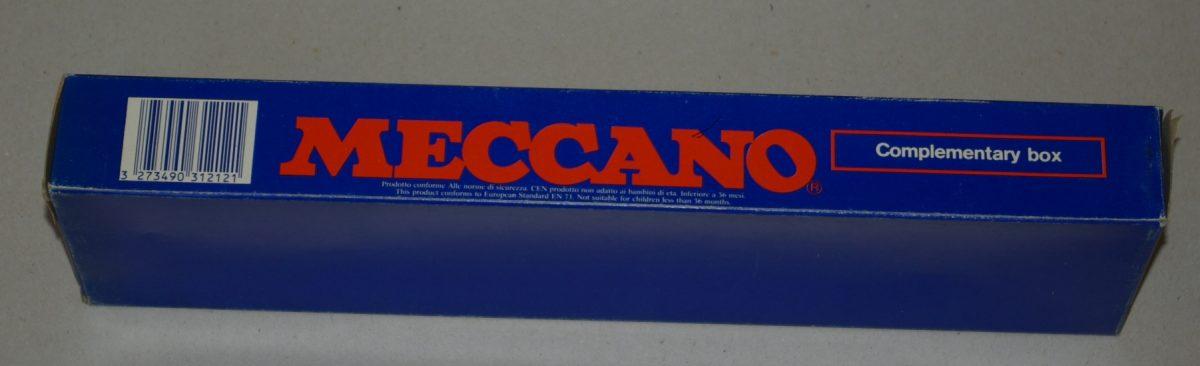 3 273490 312121
MECCANO®
Complementary box
Prodotto conforme Alle norme di sicurezza. CEN prodotto non adatto ai bambini di eta. Inferiore a 36 mesi.
This product conforms to European Standard EN 71. Not suitable for children less than 36 months.